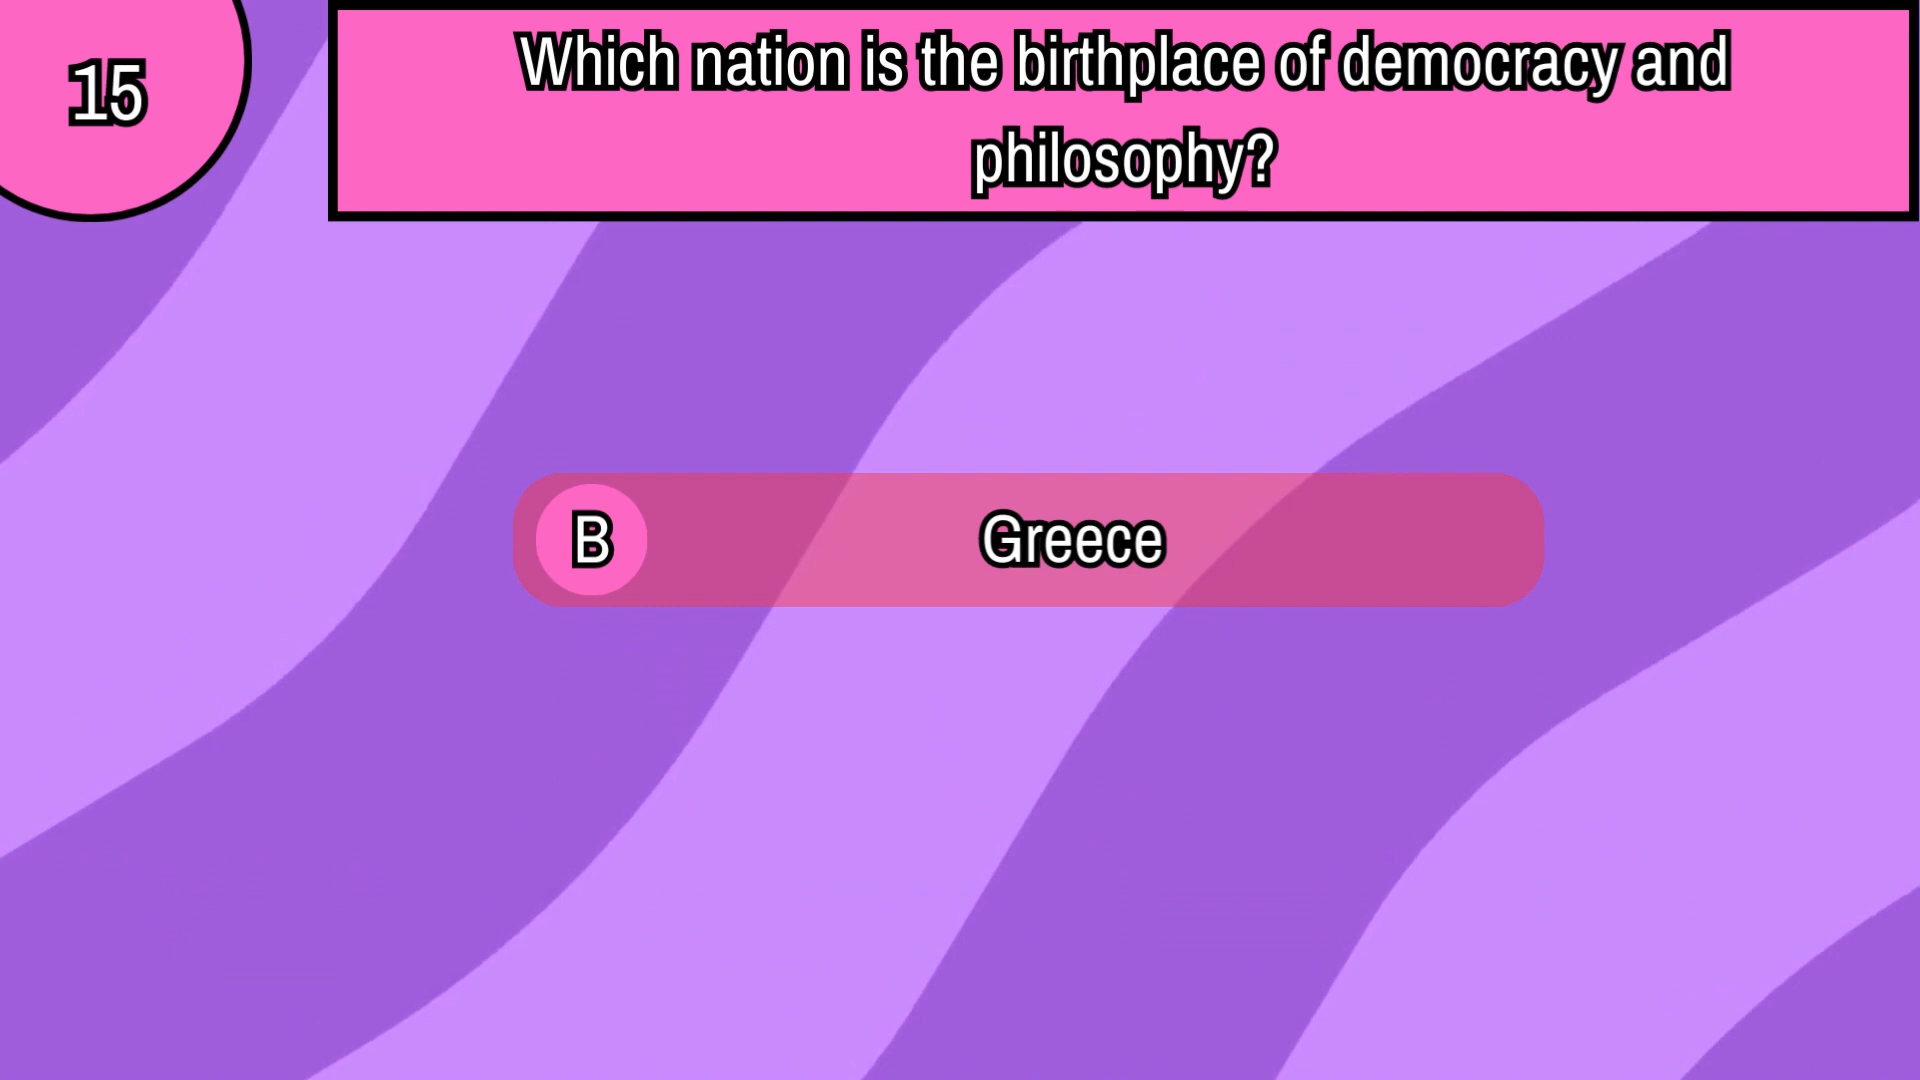 15
Which nation is the birthplace of democracy and
philosophy?
B
Greece